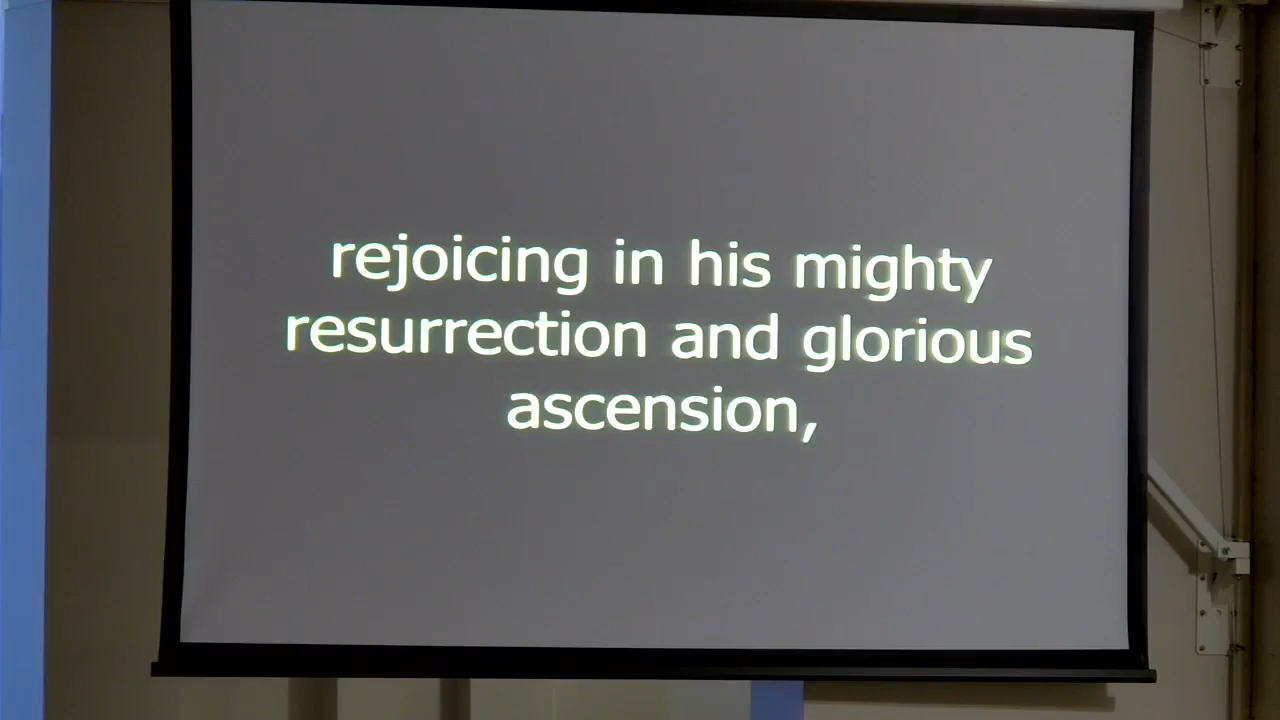 rejoicing in his mighty
resurrection and glorious
ascension,